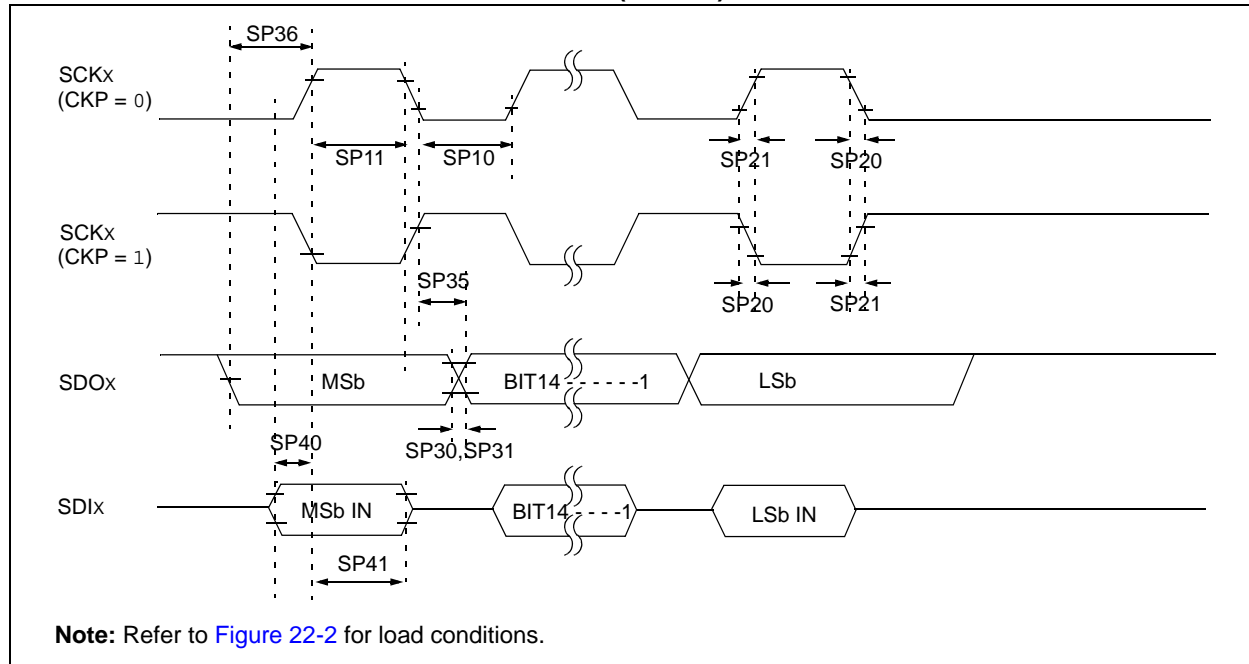 SP36
SCKx
(CKP = 0)
SP11
SP10
SP21
SP20
SCKx
(CKP = 1)
SP35
SP20
SP21
SDOx
MSb
BIT14 - - - - - -1
LSb
SP40
SP30,SP31
SDIx
MSb IN
BIT14 - - - -1
LSb IN
SP41
Note: Refer to Figure 22-2 for load conditions.